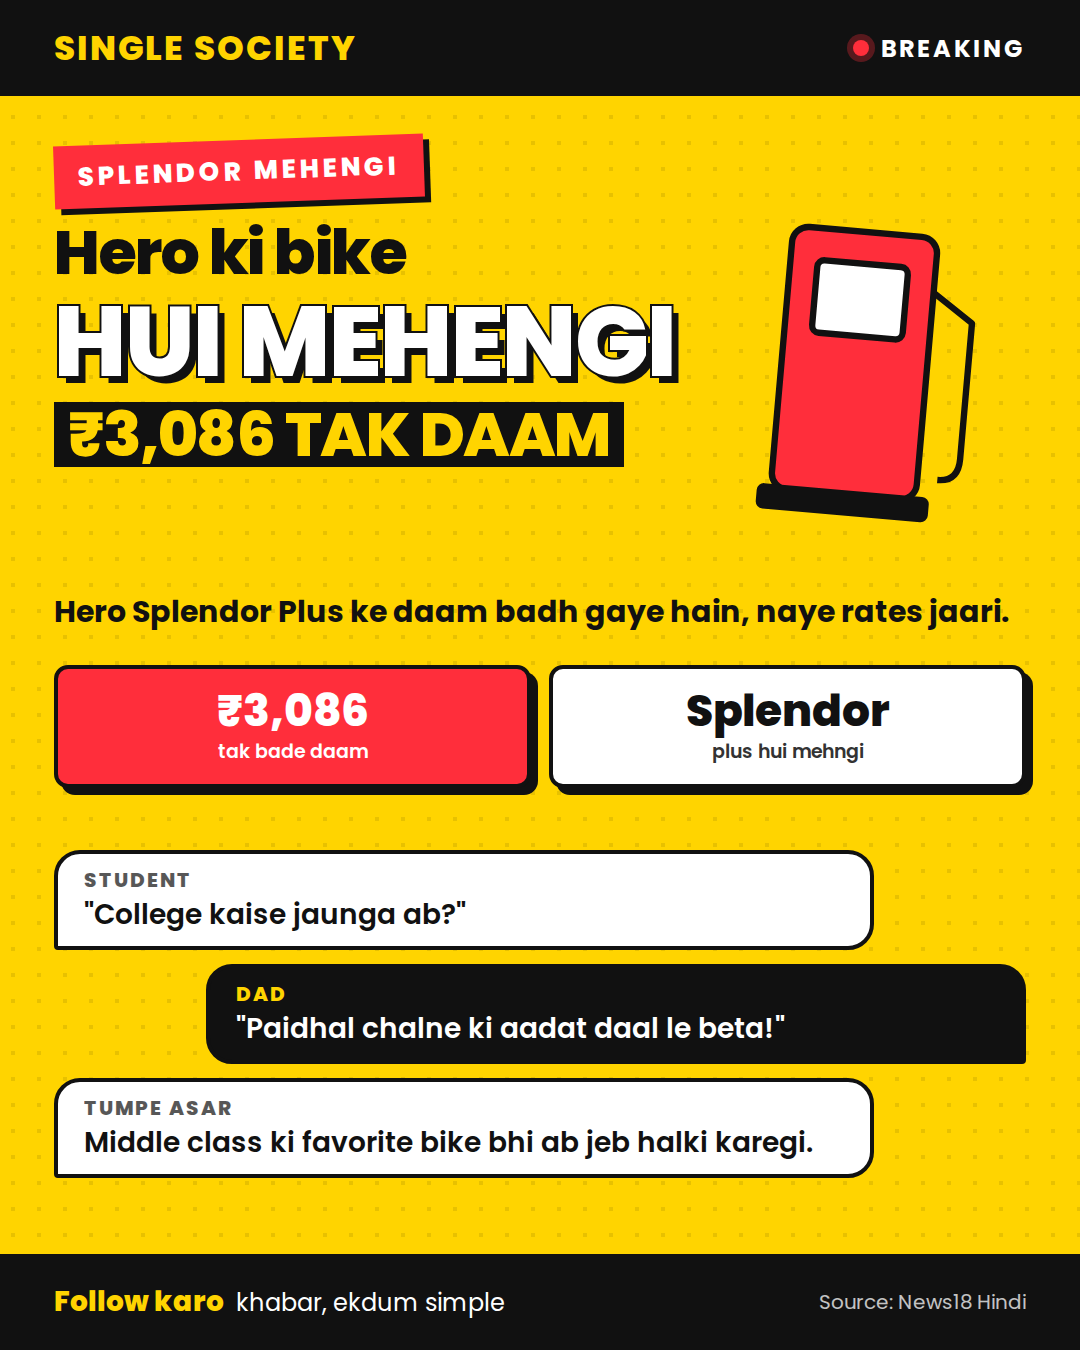 SINGLE SOCIETY
BREAKING
SPLENDOR MEHENGI
Hero ki bike
HUI MEHENGI
₹3,086 TAK DAAM
Hero Splendor Plus ke daam badh gaye hain, naye rates jaari.
₹3,086
tak bade daam
Splendor
plus hui mehngi
STUDENT
"College kaise jaunga ab?"
DAD
"Paidhal chalne ki aadat daal le beta!"
TUMPE ASAR
Middle class ki favorite bike bhi ab jeb halki karegi.
Follow karo khabar, ekdum simple
Source: News18 Hindi